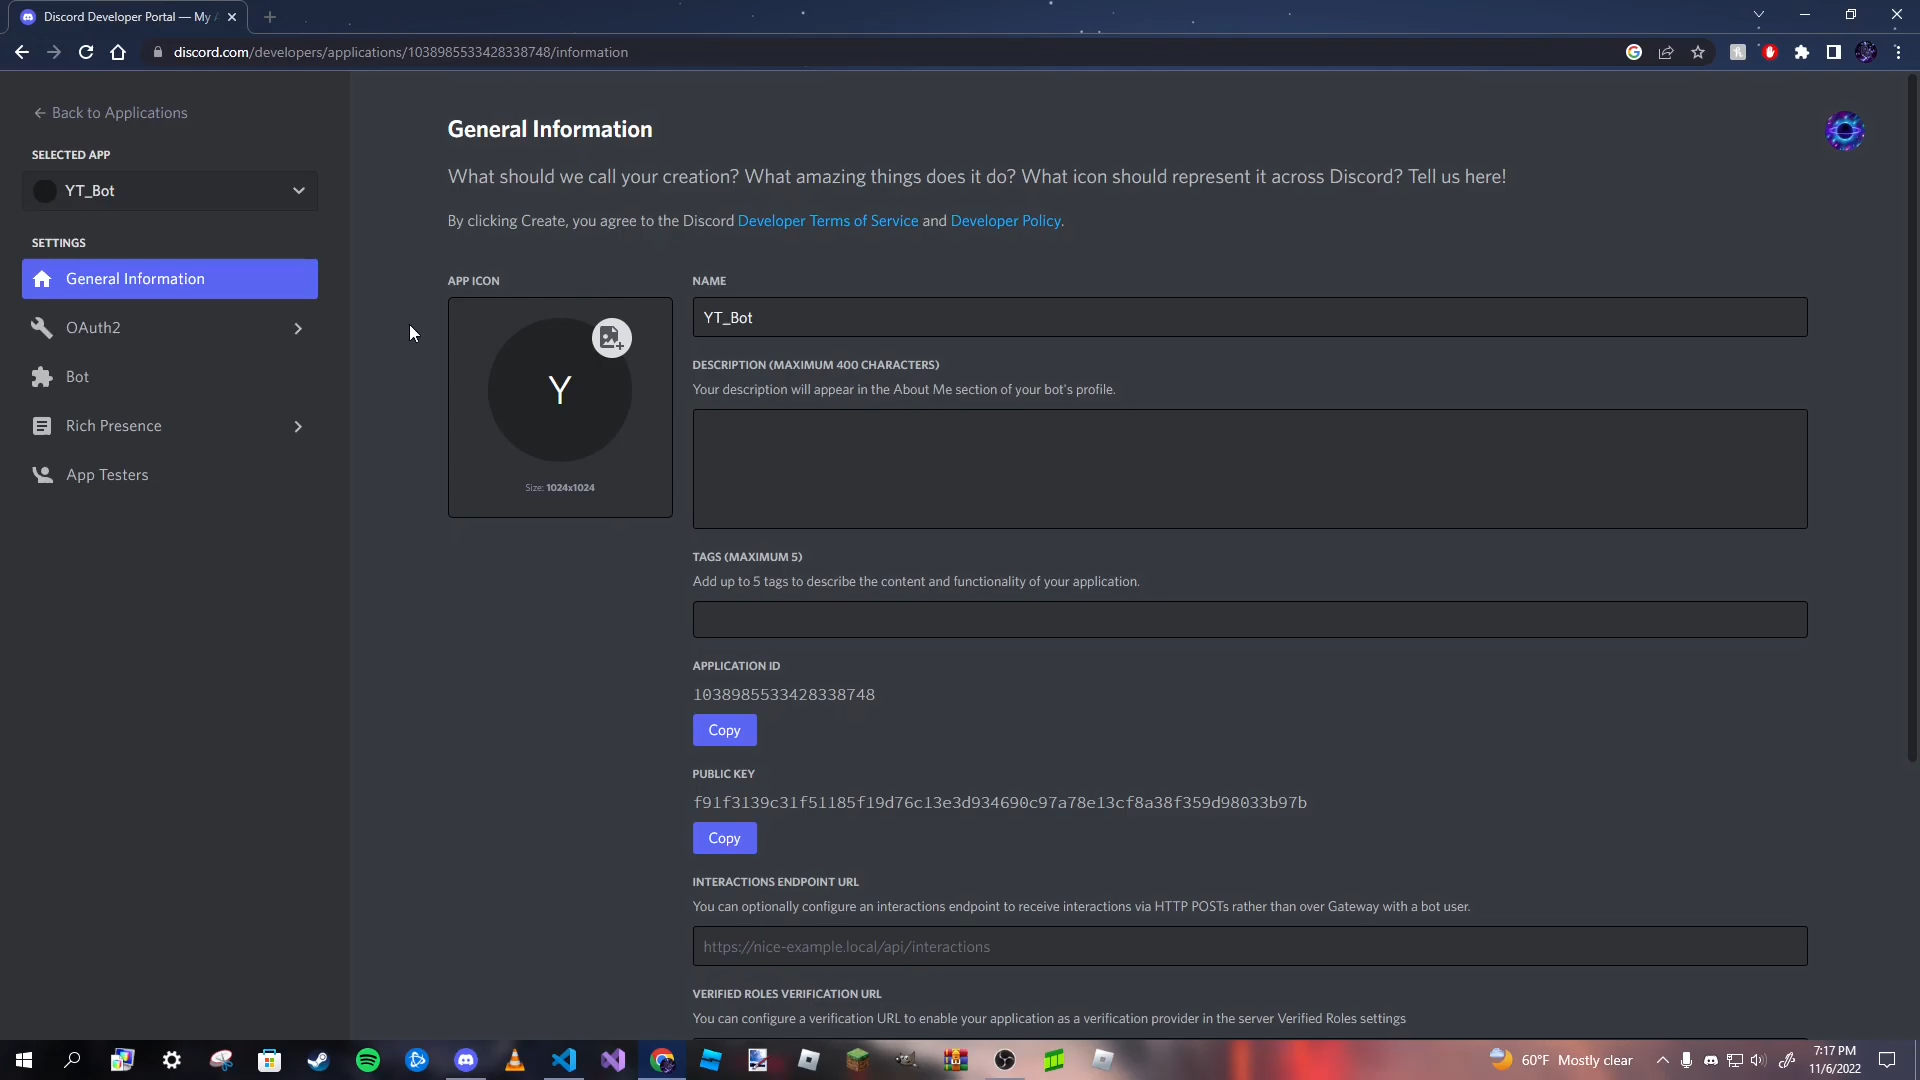 Discord Developer Portal — My A
discord.com/developers/applications/1038985533428338748/information
Back to Applications
SELECTED APP
YT_Bot
SETTINGS
General Information
OAuth2
Bot
Rich Presence
App Testers
General Information
What should we call your creation? What amazing things does it do? What icon should represent it across Discord? Tell us here!
By clicking Create, you agree to the Discord Developer Terms of Service and Developer Policy.
APP ICON
Y
Size: 1024x1024
NAME
YT_Bot
DESCRIPTION (MAXIMUM 400 CHARACTERS)
Your description will appear in the About Me section of your bot's profile.
TAGS (MAXIMUM 5)
Add up to 5 tags to describe the content and functionality of your application.
APPLICATION ID
1038985533428338748
Copy
PUBLIC KEY
f91f3139c31f51185f19d76c13e3d934690c97a78e13cf8a38f359d98033b97b
Copy
INTERACTIONS ENDPOINT URL
You can optionally configure an interactions endpoint to receive interactions via HTTP POSTs rather than over Gateway with a bot user.
https://nice-example.local/api/interactions
VERIFIED ROLES VERIFICATION URL
You can configure a verification URL to enable your application as a verification provider in the server Verified Roles settings
60°F Mostly clear
7:17 PM
11/6/2022